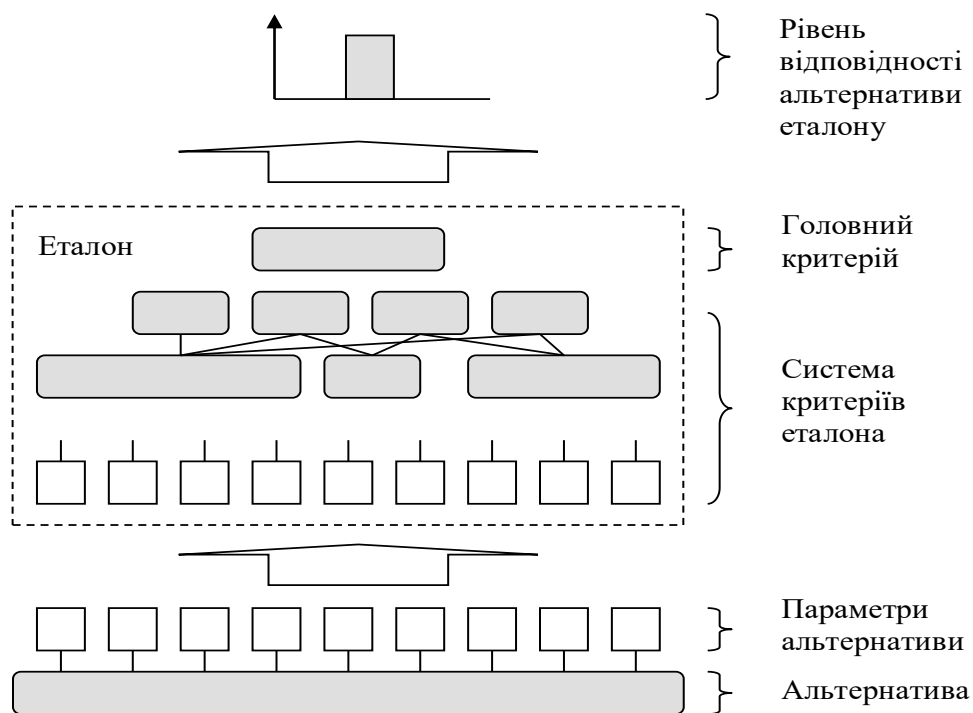 Рівень
відповідності
альтернативи
еталону
Еталон
Головний
критерій
Система
критеріїв
еталона
Параметри
альтернативи
Альтернатива